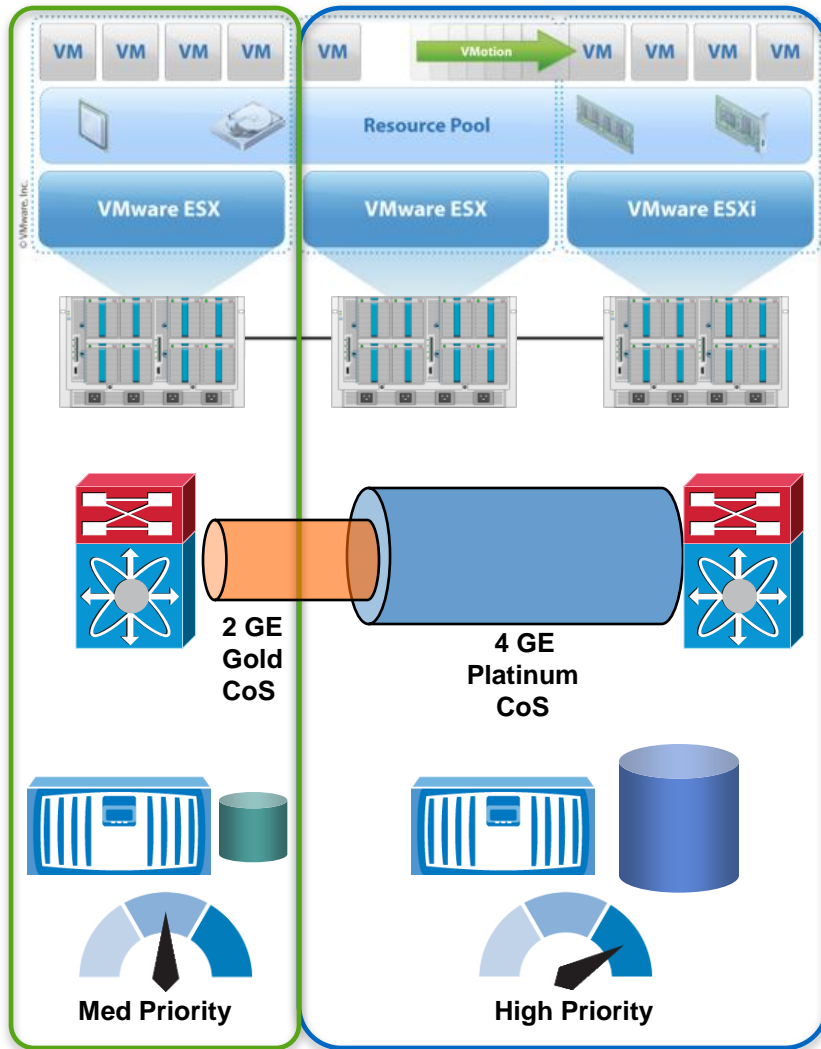 VM VM VM VM VM VMotion VM VM VM VM
Resource Pool
© VMware, Inc.
VMware ESX VMware ESX VMware ESXi
2 GE
Gold
CoS
4 GE
Platinum
CoS
Med Priority High Priority